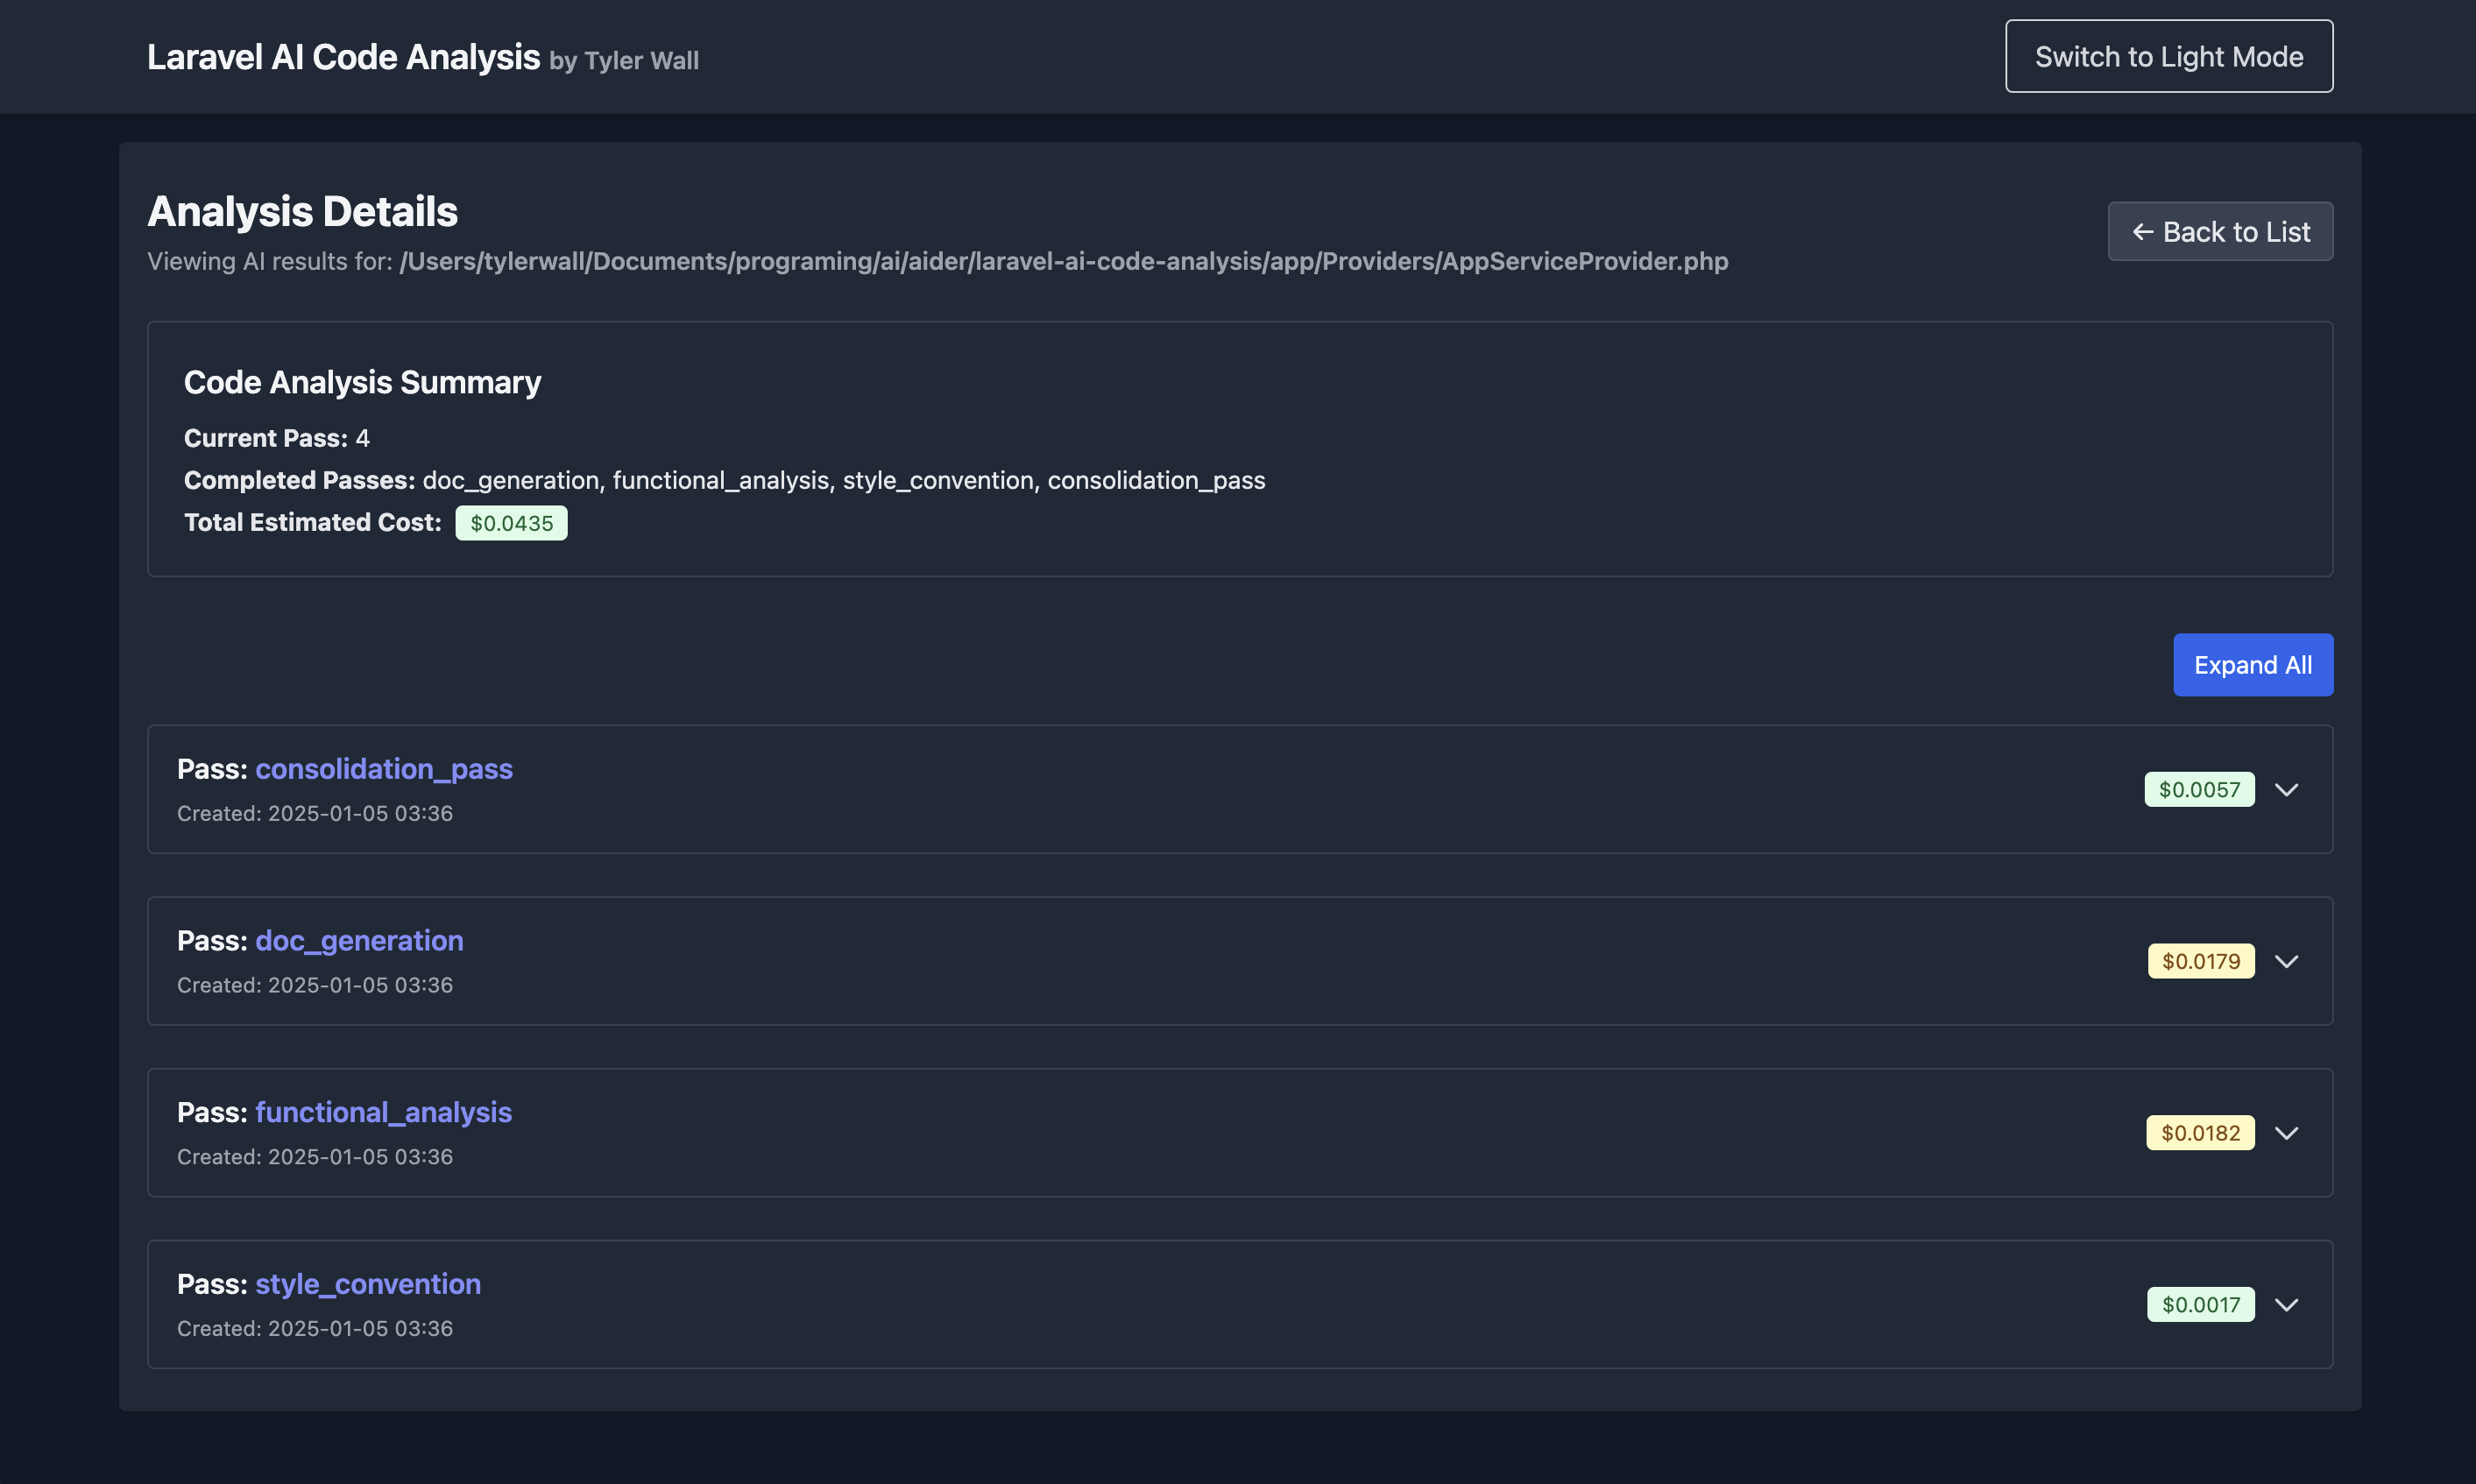 Laravel AI Code Analysis by Tyler Wall
Switch to Light Mode
Analysis Details
← Back to List
Viewing AI results for: /Users/tylerwall/Documents/programing/ai/aider/laravel-ai-code-analysis/app/Providers/AppServiceProvider.php
Code Analysis Summary
Current Pass: 4
Completed Passes: doc_generation, functional_analysis, style_convention, consolidation_pass
Total Estimated Cost: $0.0435
Expand All
Pass: consolidation_pass
Created: 2025-01-05 03:36
$0.0057
Pass: doc_generation
Created: 2025-01-05 03:36
$0.0179
Pass: functional_analysis
Created: 2025-01-05 03:36
$0.0182
Pass: style_convention
Created: 2025-01-05 03:36
$0.0017